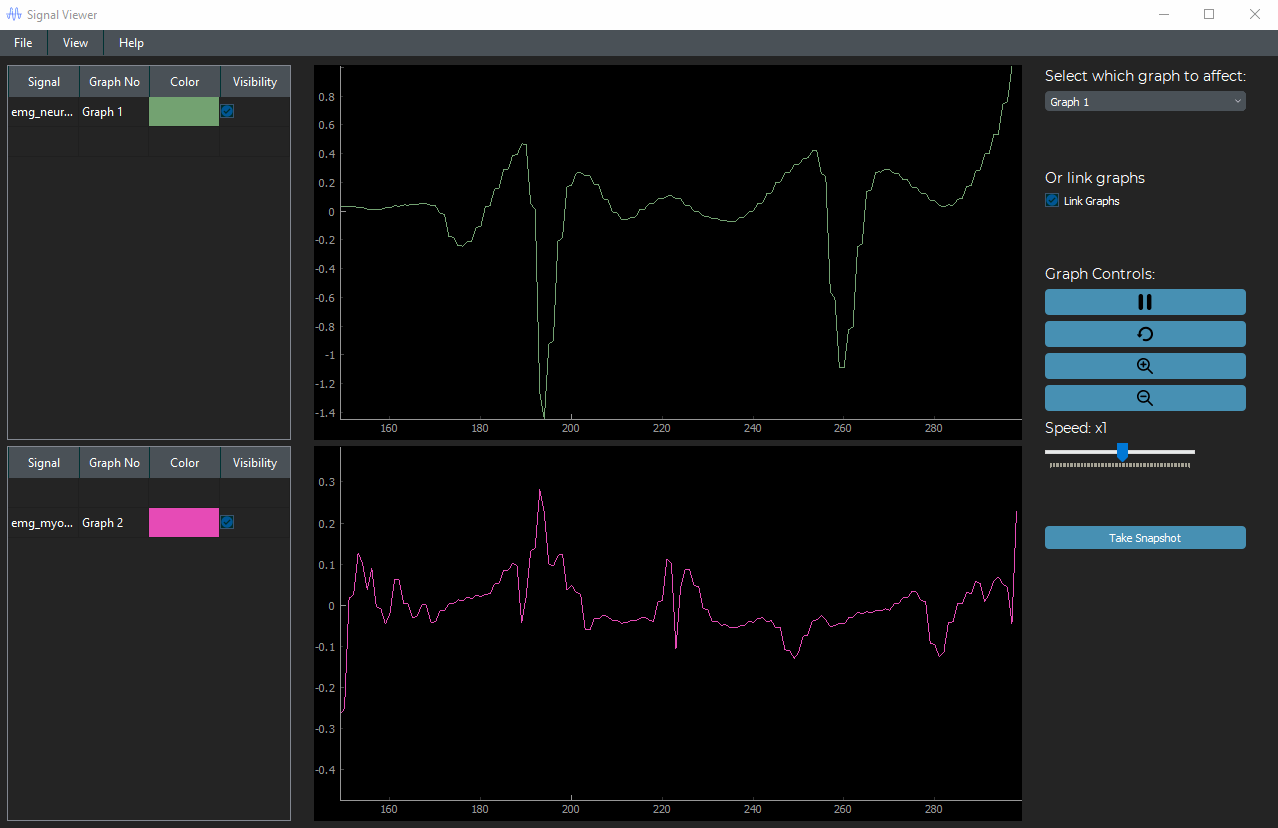 Signal Viewer
File View Help
Signal Graph No Color Visibility
emg_neur... Graph 1
0.8
0.6
0.4
0.2
0
-0.2
-0.4
-0.6
-0.8
-1
-1.2
-1.4
160 180 200 220 240 260 280
Signal Graph No Color Visibility
emg_myo... Graph 2
0.3
0.2
0.1
0
-0.1
-0.2
-0.3
-0.4
160 180 200 220 240 260 280
Select which graph to affect:
Graph 1
Or link graphs
Link Graphs
Graph Controls:
Speed: x1
Take Snapshot